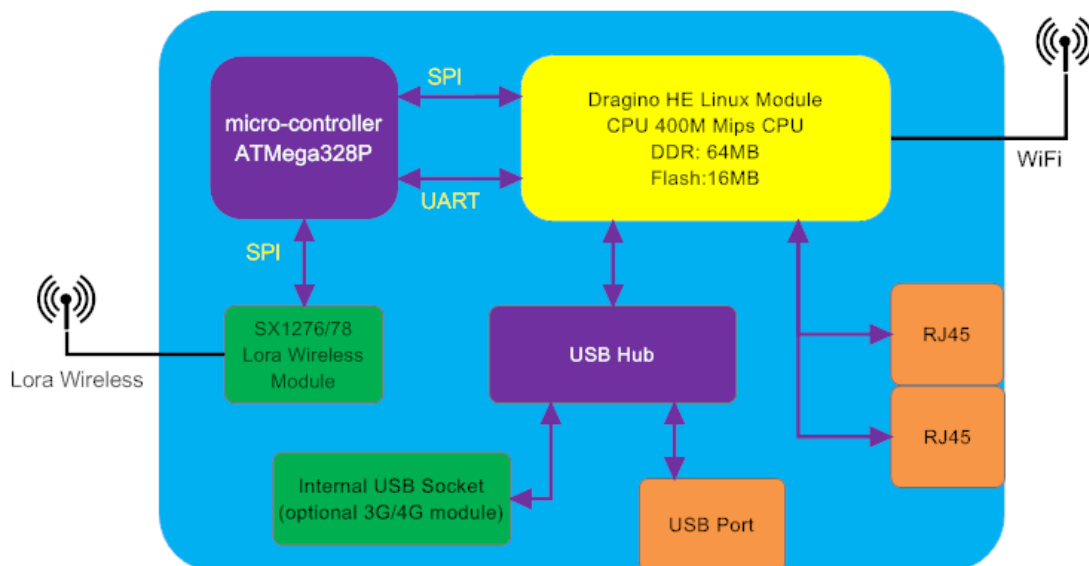 SPI
micro-controller
ATMega328P
Dragino HE Linux Module
CPU 400M Mips CPU
DDR: 64MB
Flash:16MB
WiFi
UART
SPI
SX1276/78
Lora Wireless
Module
Lora Wireless
USB Hub
RJ45
RJ45
Internal USB Socket
(optional 3G/4G module)
USB Port